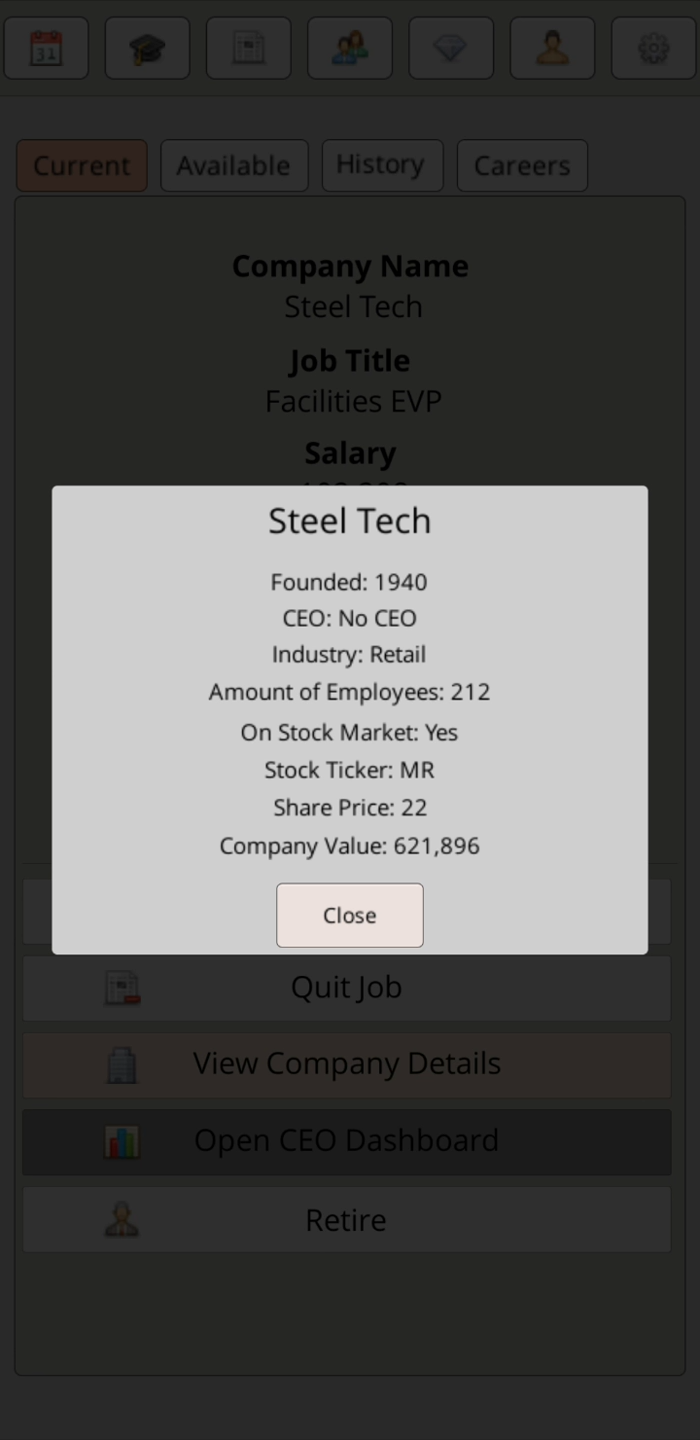 31
Current
Available
History
Careers
Company Name
Steel Tech
Job Title
Facilities EVP
Salary
Steel Tech
Founded: 1940
CEO: No CEO
Industry: Retail
Amount of Employees: 212
On Stock Market: Yes
Stock Ticker: MR
Share Price: 22
Company Value: 621,896
Close
Quit Job
View Company Details
Open CEO Dashboard
Retire